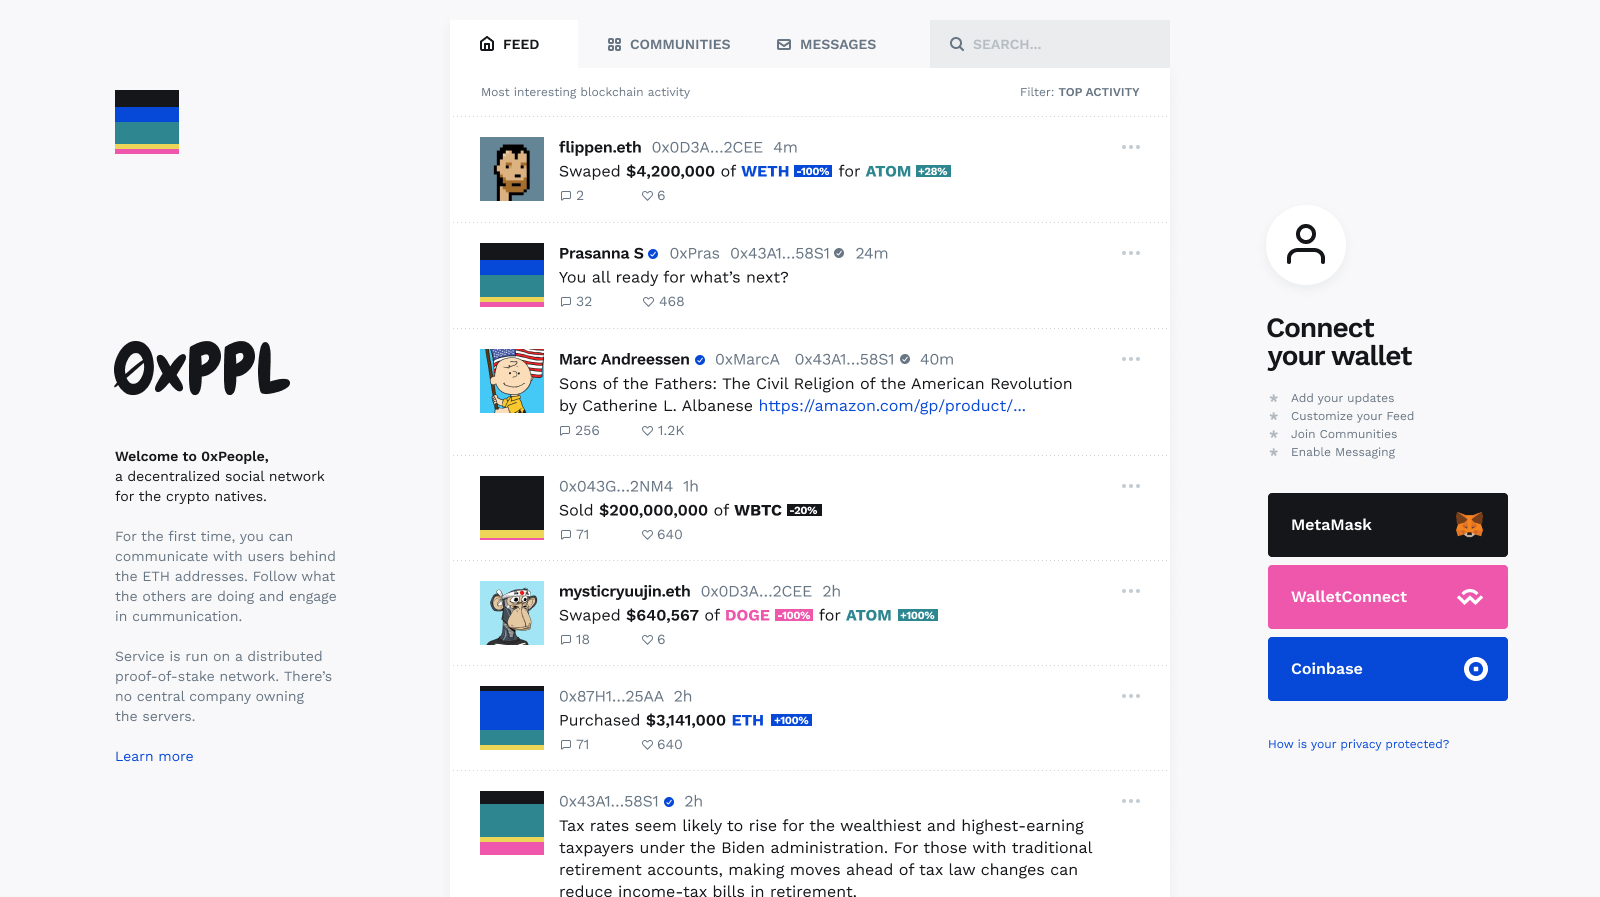 FEED
COMMUNITIES
MESSAGES
SEARCH...
Most interesting blockchain activity
Filter: TOP ACTIVITY
0xPPL
Welcome to 0xPeople,
a decentralized social network
for the crypto natives.
For the first time, you can
communicate with users behind
the ETH addresses. Follow what
the others are doing and engage
in cummunication.
Service is run on a distributed
proof-of-stake network. There’s
no central company owning
the servers.
Learn more
flippen.eth 0x0D3A...2CEE 4m
Swaped $4,200,000 of WETH -100% for ATOM +28%
2 6
Prasanna S 0xPras 0x43A1...58S1 24m
You all ready for what’s next?
32 468
Marc Andreessen 0xMarcA 0x43A1...58S1 40m
Sons of the Fathers: The Civil Religion of the American Revolution
by Catherine L. Albanese https://amazon.com/gp/product/...
256 1.2K
0x043G...2NM4 1h
Sold $200,000,000 of WBTC -20%
71 640
mysticryuujin.eth 0x0D3A...2CEE 2h
Swaped $640,567 of DOGE -100% for ATOM +100%
18 6
0x87H1...25AA 2h
Purchased $3,141,000 ETH +100%
71 640
0x43A1...58S1 2h
Tax rates seem likely to rise for the wealthiest and highest-earning
taxpayers under the Biden administration. For those with traditional
retirement accounts, making moves ahead of tax law changes can
reduce income-tax bills in retirement.
Connect
your wallet
* Add your updates
* Customize your Feed
* Join Communities
* Enable Messaging
MetaMask
WalletConnect
Coinbase
How is your privacy protected?